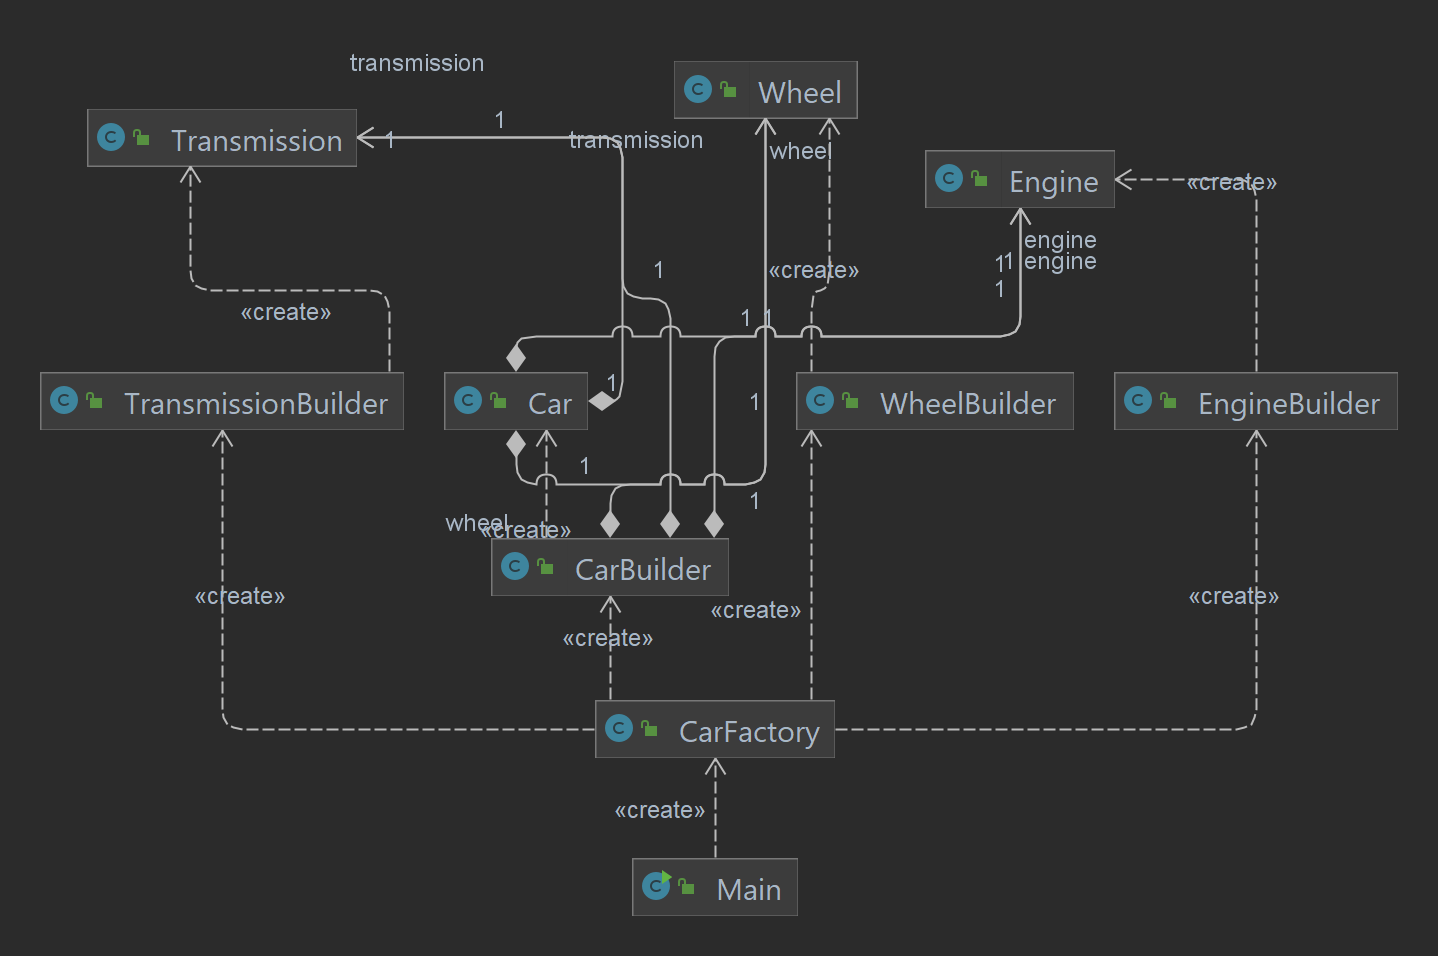 transmission
C Wheel
1
C Transmission
1
transmission
wheel
C Engine
«create»
engine
1
1
engine
1
«create»
1
1
1
«create»
1
C TransmissionBuilder
C Car
1
C WheelBuilder
C EngineBuilder
1
1
wheel
«create»
C CarBuilder
«create»
«create»
«create»
«create»
C CarFactory
«create»
C Main